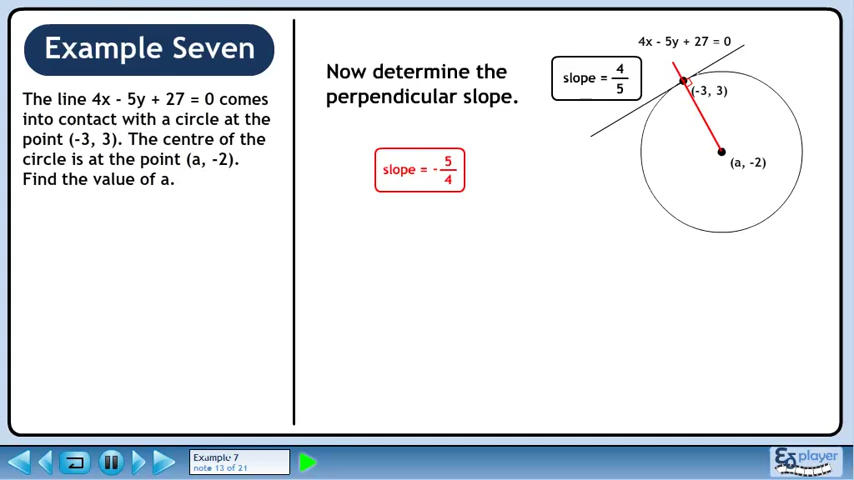 Example Seven
The line 4x - 5y + 27 = 0 comes
into contact with a circle at the
point (-3, 3). The centre of the
circle is at the point (a, -2).
Find the value of a.
Now determine the
perpendicular slope.
slope = - 5/4
4x - 5y + 27 = 0
slope = 4/5
(-3, 3)
(a, -2)
Example 7
note 13 of 21
player